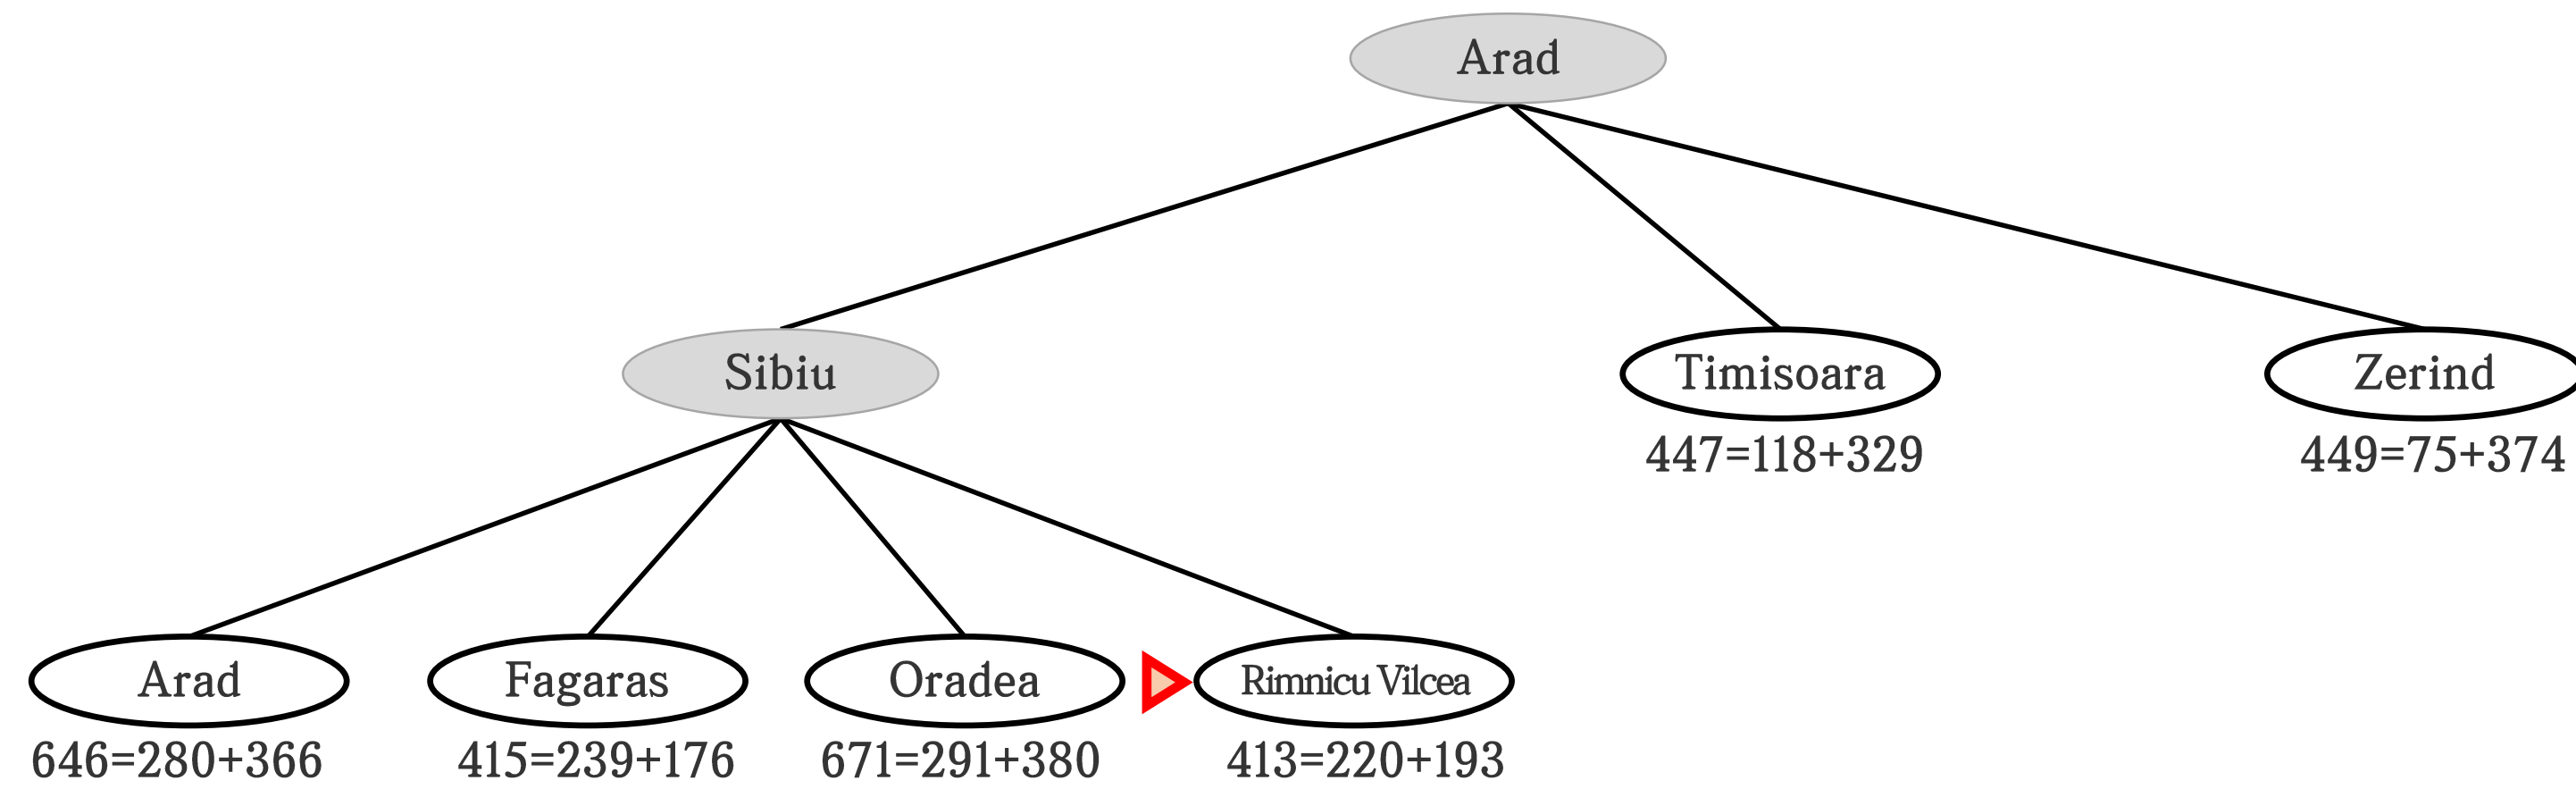 Arad
Sibiu
Timisoara
Zerind
447=118+329
449=75+374
Arad
Fagaras
Oradea
Rimnicu Vilcea
646=280+366
415=239+176
671=291+380
413=220+193